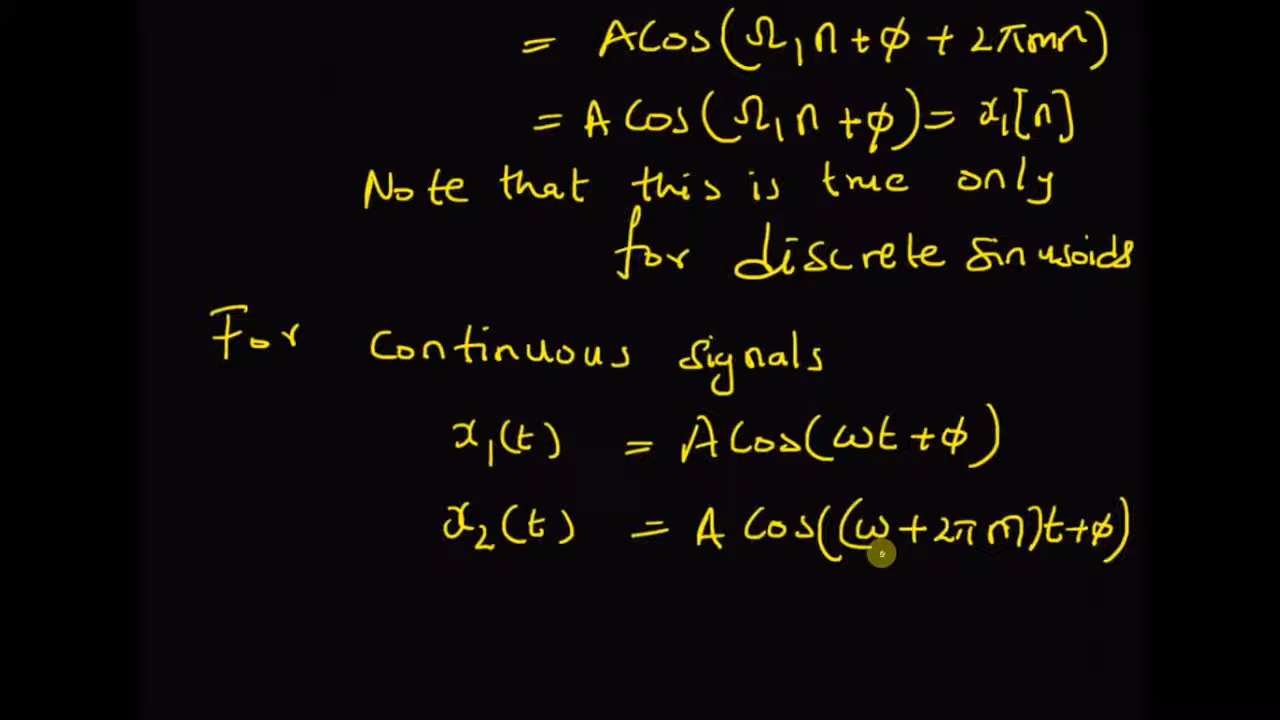 = A Cos(Ω₁n + φ + 2πmn)
= A Cos(Ω₁n + φ) = x₁[n]
Note that this is true only
for discrete sinusoids
For continuous signals
x₁(t) = A Cos(ωt + φ)
x₂(t) = A Cos((ω + 2πm)t + φ)